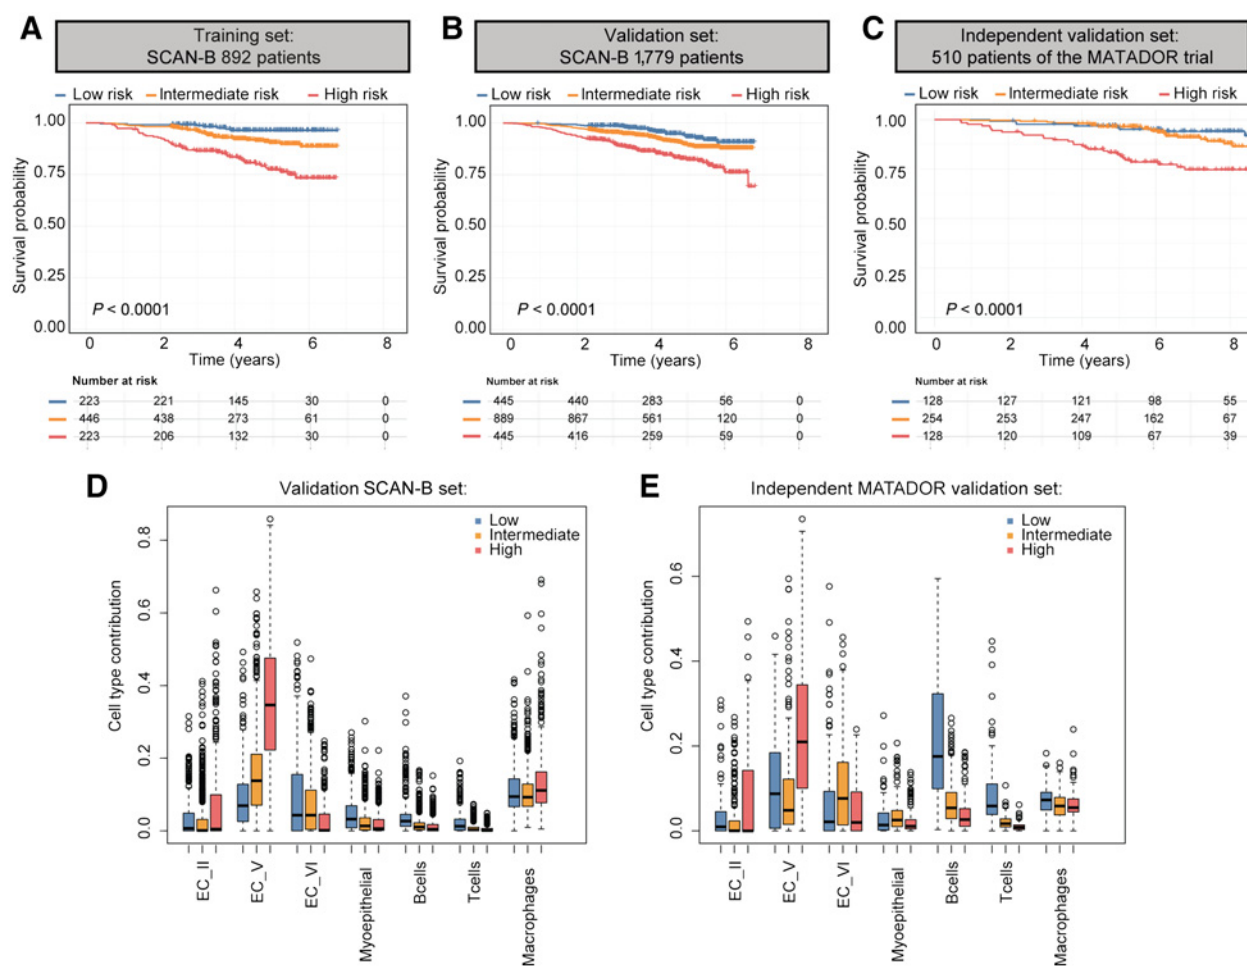 A
Training set:
SCAN-B 892 patients
Low risk Intermediate risk High risk
1.00
0.75
0.50
0.25
0.00
Survival probability
P < 0.0001
0 2 4 6 8
Time (years)
Number at risk
223 221 145 30 0
446 438 273 61 0
223 206 132 30 0
B
Validation set:
SCAN-B 1,779 patients
Low risk Intermediate risk High risk
1.00
0.75
0.50
0.25
0.00
Survival probability
P < 0.0001
0 2 4 6 8
Time (years)
Number at risk
445 440 283 56 0
889 867 561 120 0
445 416 259 59 0
C
Independent validation set:
510 patients of the MATADOR trial
Low risk Intermediate risk High risk
1.00
0.75
0.50
0.25
0.00
Survival probability
P < 0.0001
0 2 4 6 8
Time (years)
Number at risk
128 127 121 98 55
254 253 247 162 67
128 120 109 67 39
D
Validation SCAN-B set:
Low
Intermediate
High
0.8
0.6
0.4
0.2
0.0
Cell type contribution
EC_II
EC_V
EC_VI
Myoepithelial
Bcells
Tcells
Macrophages
E
Independent MATADOR validation set:
Low
Intermediate
High
0.6
0.4
0.2
0.0
Cell type contribution
EC_II
EC_V
EC_VI
Myoepithelial
Bcells
Tcells
Macrophages